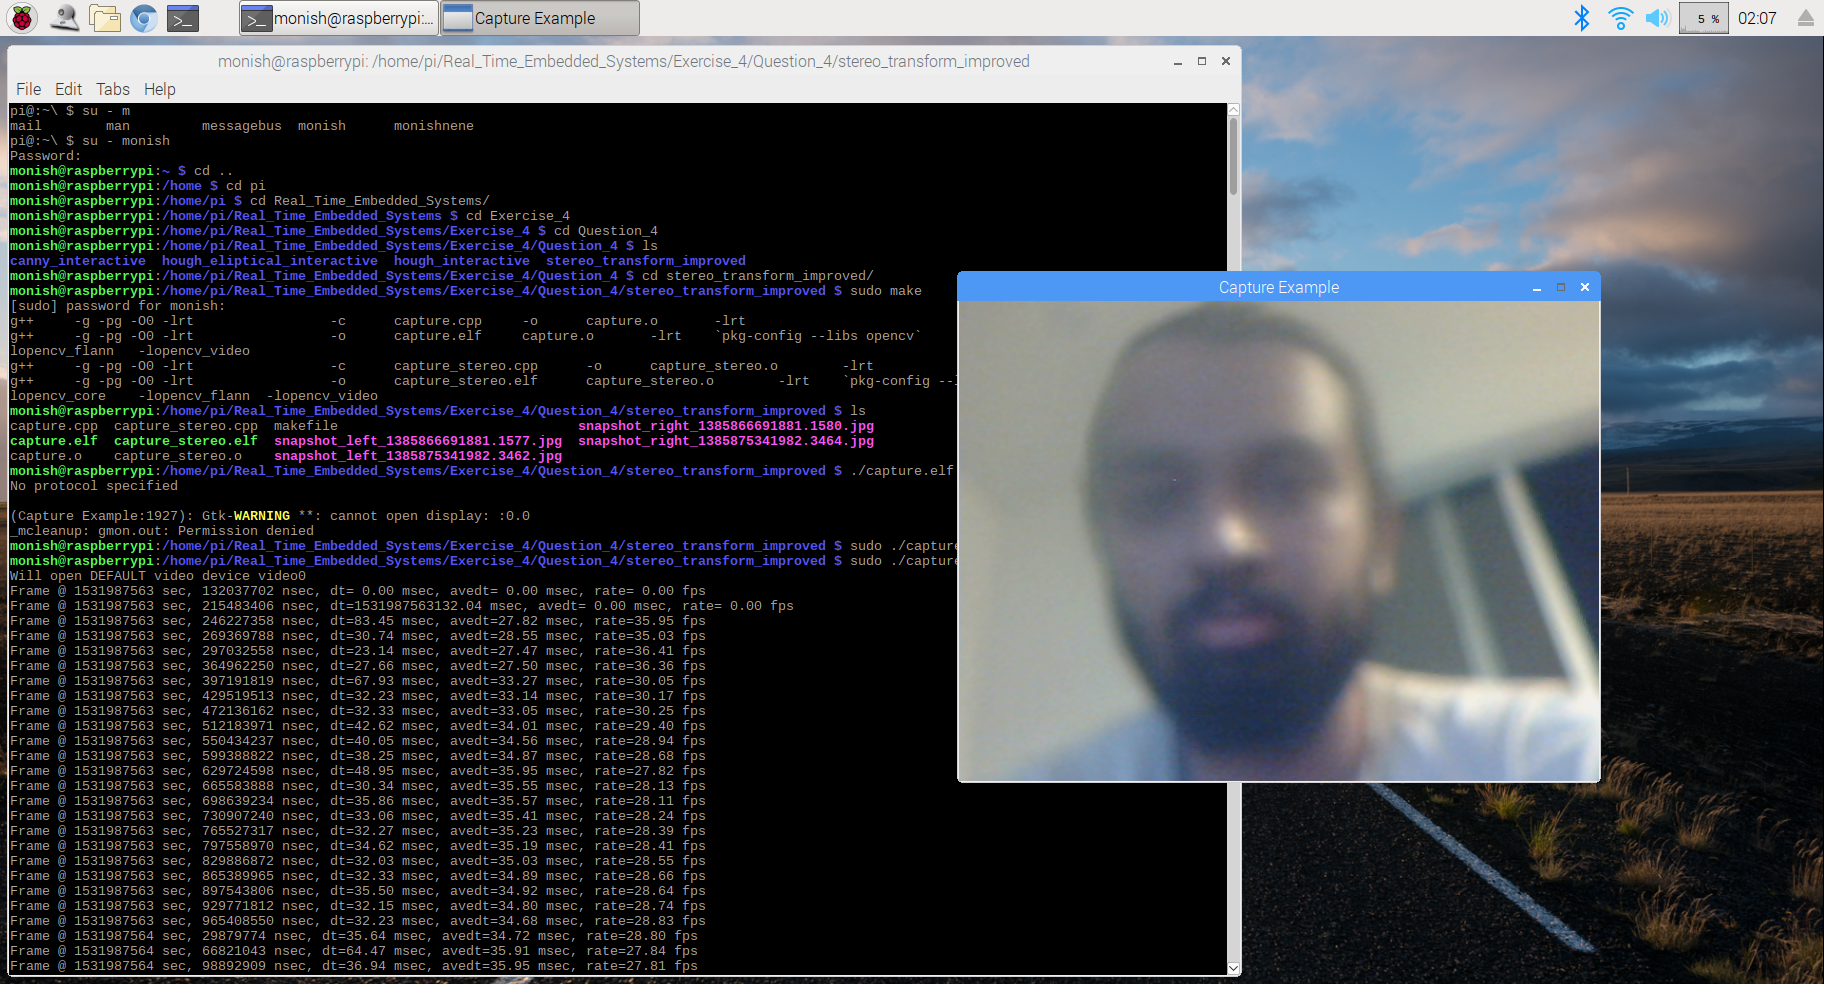 monish@raspberrypi:...
Capture Example
5 %
02:07
monish@raspberrypi: /home/pi/Real_Time_Embedded_Systems/Exercise_4/Question_4/stereo_transform_improved
File Edit Tabs Help
pi@:~\ $ su - m
mail        man         messagebus  monish      monishnene
pi@:~\ $ su - monish
Password:
monish@raspberrypi:~ $ cd ..
monish@raspberrypi:/home $ cd pi
monish@raspberrypi:/home/pi $ cd Real_Time_Embedded_Systems/
monish@raspberrypi:/home/pi/Real_Time_Embedded_Systems $ cd Exercise_4
monish@raspberrypi:/home/pi/Real_Time_Embedded_Systems/Exercise_4 $ cd Question_4
monish@raspberrypi:/home/pi/Real_Time_Embedded_Systems/Exercise_4/Question_4 $ ls
canny_interactive  hough_eliptical_interactive  hough_interactive  stereo_transform_improved
monish@raspberrypi:/home/pi/Real_Time_Embedded_Systems/Exercise_4/Question_4 $ cd stereo_transform_improved/
monish@raspberrypi:/home/pi/Real_Time_Embedded_Systems/Exercise_4/Question_4/stereo_transform_improved $ sudo make
[sudo] password for monish:
g++     -g -pg -O0 -lrt                 -c      capture.cpp     -o      capture.o       -lrt
g++     -g -pg -O0 -lrt                 -o      capture.elf     capture.o       -lrt    `pkg-config --libs opencv`
lopencv_flann   -lopencv_video
g++     -g -pg -O0 -lrt                 -c      capture_stereo.cpp      -o      capture_stereo.o        -lrt
g++     -g -pg -O0 -lrt                 -o      capture_stereo.elf      capture_stereo.o        -lrt    `pkg-config --l
lopencv_core    -lopencv_flann  -lopencv_video
monish@raspberrypi:/home/pi/Real_Time_Embedded_Systems/Exercise_4/Question_4/stereo_transform_improved $ ls
capture.cpp  capture_stereo.cpp  makefile                              snapshot_right_1385866691881.1580.jpg
capture.elf  capture_stereo.elf  snapshot_left_1385866691881.1577.jpg  snapshot_right_1385875341982.3464.jpg
capture.o    capture_stereo.o    snapshot_left_1385875341982.3462.jpg
monish@raspberrypi:/home/pi/Real_Time_Embedded_Systems/Exercise_4/Question_4/stereo_transform_improved $ ./capture.elf
No protocol specified
(Capture Example:1927): Gtk-WARNING **: cannot open display: :0.0
_mcleanup: gmon.out: Permission denied
monish@raspberrypi:/home/pi/Real_Time_Embedded_Systems/Exercise_4/Question_4/stereo_transform_improved $ sudo ./capture
monish@raspberrypi:/home/pi/Real_Time_Embedded_Systems/Exercise_4/Question_4/stereo_transform_improved $ sudo ./capture
Will open DEFAULT video device video0
Frame @ 1531987563 sec, 132037702 nsec, dt= 0.00 msec, avedt= 0.00 msec, rate= 0.00 fps
Frame @ 1531987563 sec, 215483406 nsec, dt=1531987563132.04 msec, avedt= 0.00 msec, rate= 0.00 fps
Frame @ 1531987563 sec, 246227358 nsec, dt=83.45 msec, avedt=27.82 msec, rate=35.95 fps
Frame @ 1531987563 sec, 269369788 nsec, dt=30.74 msec, avedt=28.55 msec, rate=35.03 fps
Frame @ 1531987563 sec, 297032558 nsec, dt=23.14 msec, avedt=27.47 msec, rate=36.41 fps
Frame @ 1531987563 sec, 364962250 nsec, dt=27.66 msec, avedt=27.50 msec, rate=36.36 fps
Frame @ 1531987563 sec, 397191819 nsec, dt=67.93 msec, avedt=33.27 msec, rate=30.05 fps
Frame @ 1531987563 sec, 429519513 nsec, dt=32.23 msec, avedt=33.14 msec, rate=30.17 fps
Frame @ 1531987563 sec, 472136162 nsec, dt=32.33 msec, avedt=33.05 msec, rate=30.25 fps
Frame @ 1531987563 sec, 512183971 nsec, dt=42.62 msec, avedt=34.01 msec, rate=29.40 fps
Frame @ 1531987563 sec, 550434237 nsec, dt=40.05 msec, avedt=34.56 msec, rate=28.94 fps
Frame @ 1531987563 sec, 599388822 nsec, dt=38.25 msec, avedt=34.87 msec, rate=28.68 fps
Frame @ 1531987563 sec, 629724598 nsec, dt=48.95 msec, avedt=35.95 msec, rate=27.82 fps
Frame @ 1531987563 sec, 665583888 nsec, dt=30.34 msec, avedt=35.55 msec, rate=28.13 fps
Frame @ 1531987563 sec, 698639234 nsec, dt=35.86 msec, avedt=35.57 msec, rate=28.11 fps
Frame @ 1531987563 sec, 730907240 nsec, dt=33.06 msec, avedt=35.41 msec, rate=28.24 fps
Frame @ 1531987563 sec, 765527317 nsec, dt=32.27 msec, avedt=35.23 msec, rate=28.39 fps
Frame @ 1531987563 sec, 797558970 nsec, dt=34.62 msec, avedt=35.19 msec, rate=28.41 fps
Frame @ 1531987563 sec, 829886872 nsec, dt=32.03 msec, avedt=35.03 msec, rate=28.55 fps
Frame @ 1531987563 sec, 865389965 nsec, dt=32.33 msec, avedt=34.89 msec, rate=28.66 fps
Frame @ 1531987563 sec, 897543806 nsec, dt=35.50 msec, avedt=34.92 msec, rate=28.64 fps
Frame @ 1531987563 sec, 929771812 nsec, dt=32.15 msec, avedt=34.80 msec, rate=28.74 fps
Frame @ 1531987563 sec, 965408550 nsec, dt=32.23 msec, avedt=34.68 msec, rate=28.83 fps
Frame @ 1531987564 sec, 29879774 nsec, dt=35.64 msec, avedt=34.72 msec, rate=28.80 fps
Frame @ 1531987564 sec, 66821043 nsec, dt=64.47 msec, avedt=35.91 msec, rate=27.84 fps
Frame @ 1531987564 sec, 98892909 nsec, dt=36.94 msec, avedt=35.95 msec, rate=27.81 fps
Capture Example